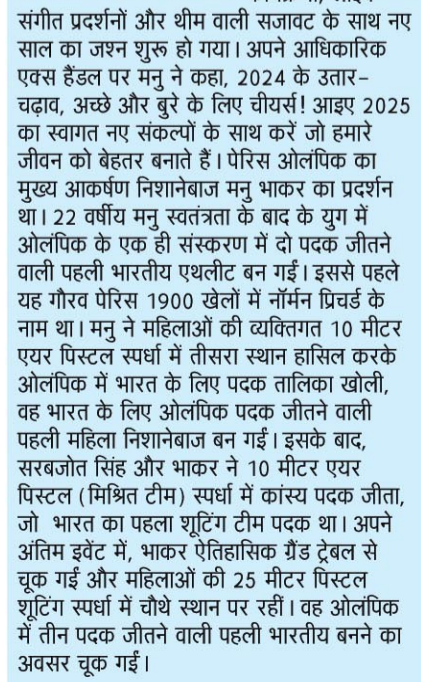 संगीत प्रदर्शनों और थीम वाली सजावट के साथ नए
साल का जश्न शुरू हो गया। अपने आधिकारिक
एक्स हैंडल पर मनु ने कहा, 2024 के उतार-
चढ़ाव, अच्छे और बुरे के लिए चीयर्स! आइए 2025
का स्वागत नए संकल्पों के साथ करें जो हमारे
जीवन को बेहतर बनाते हैं। पेरिस ओलंपिक का
मुख्य आकर्षण निशानेबाज मनु भाकर का प्रदर्शन
था। 22 वर्षीय मनु स्वतंत्रता के बाद के युग में
ओलंपिक के एक ही संस्करण में दो पदक जीतने
वाली पहली भारतीय एथलीट बन गईं। इससे पहले
यह गौरव पेरिस 1900 खेलों में नॉर्मन प्रिचर्ड के
नाम था। मनु ने महिलाओं की व्यक्तिगत 10 मीटर
एयर पिस्टल स्पर्धा में तीसरा स्थान हासिल करके
ओलंपिक में भारत के लिए पदक तालिका खोली,
वह भारत के लिए ओलंपिक पदक जीतने वाली
पहली महिला निशानेबाज बन गईं। इसके बाद,
सरबजोत सिंह और भाकर ने 10 मीटर एयर
पिस्टल (मिश्रित टीम) स्पर्धा में कांस्य पदक जीता,
जो भारत का पहला शूटिंग टीम पदक था। अपने
अंतिम इवेंट में, भाकर ऐतिहासिक ग्रैंड ट्रेबल से
चूक गईं और महिलाओं की 25 मीटर पिस्टल
शूटिंग स्पर्धा में चौथे स्थान पर रहीं। वह ओलंपिक
में तीन पदक जीतने वाली पहली भारतीय बनने का
अवसर चूक गईं।